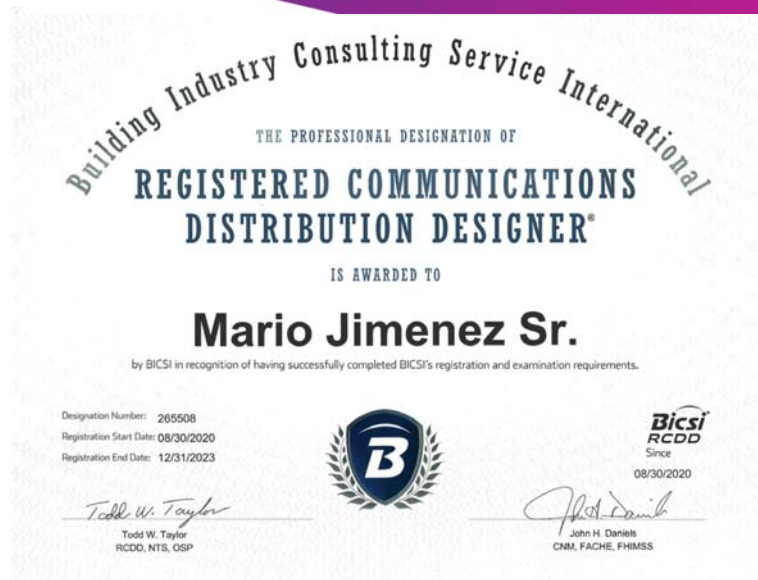 Building Industry Consulting Service International
THE PROFESSIONAL DESIGNATION OF
REGISTERED COMMUNICATIONS
DISTRIBUTION DESIGNER®
IS AWARDED TO
Mario Jimenez Sr.
by BICSI in recognition of having successfully completed BICSI's registration and examination requirements.
Designation Number: 265508
Registration Start Date: 08/30/2020
Registration End Date: 12/31/2023
B
Bicsi
RCDD
Since
08/30/2020
Todd W. Taylor
Todd W. Taylor
RCDD, NTS, OSP
John H. Daniels
CNM, FACHE, FHIMSS